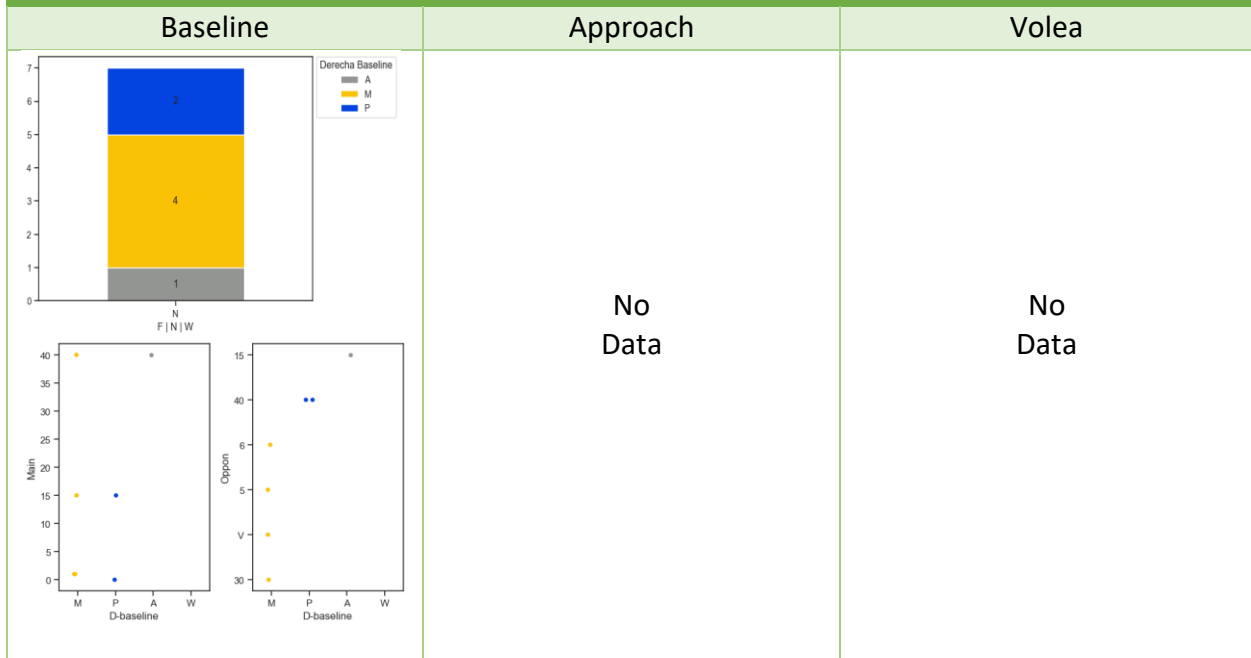 Baseline Approach Volea
Derecha Baseline
A
M
P
7
6
5
4
3
2
1
0
2
4
1
N
F | N | W
40
35
30
25
20
15
10
5
0
Main
M P A W
D-baseline
15
40
6
5
V
30
Oppon
M P A W
D-baseline
No
Data
No
Data